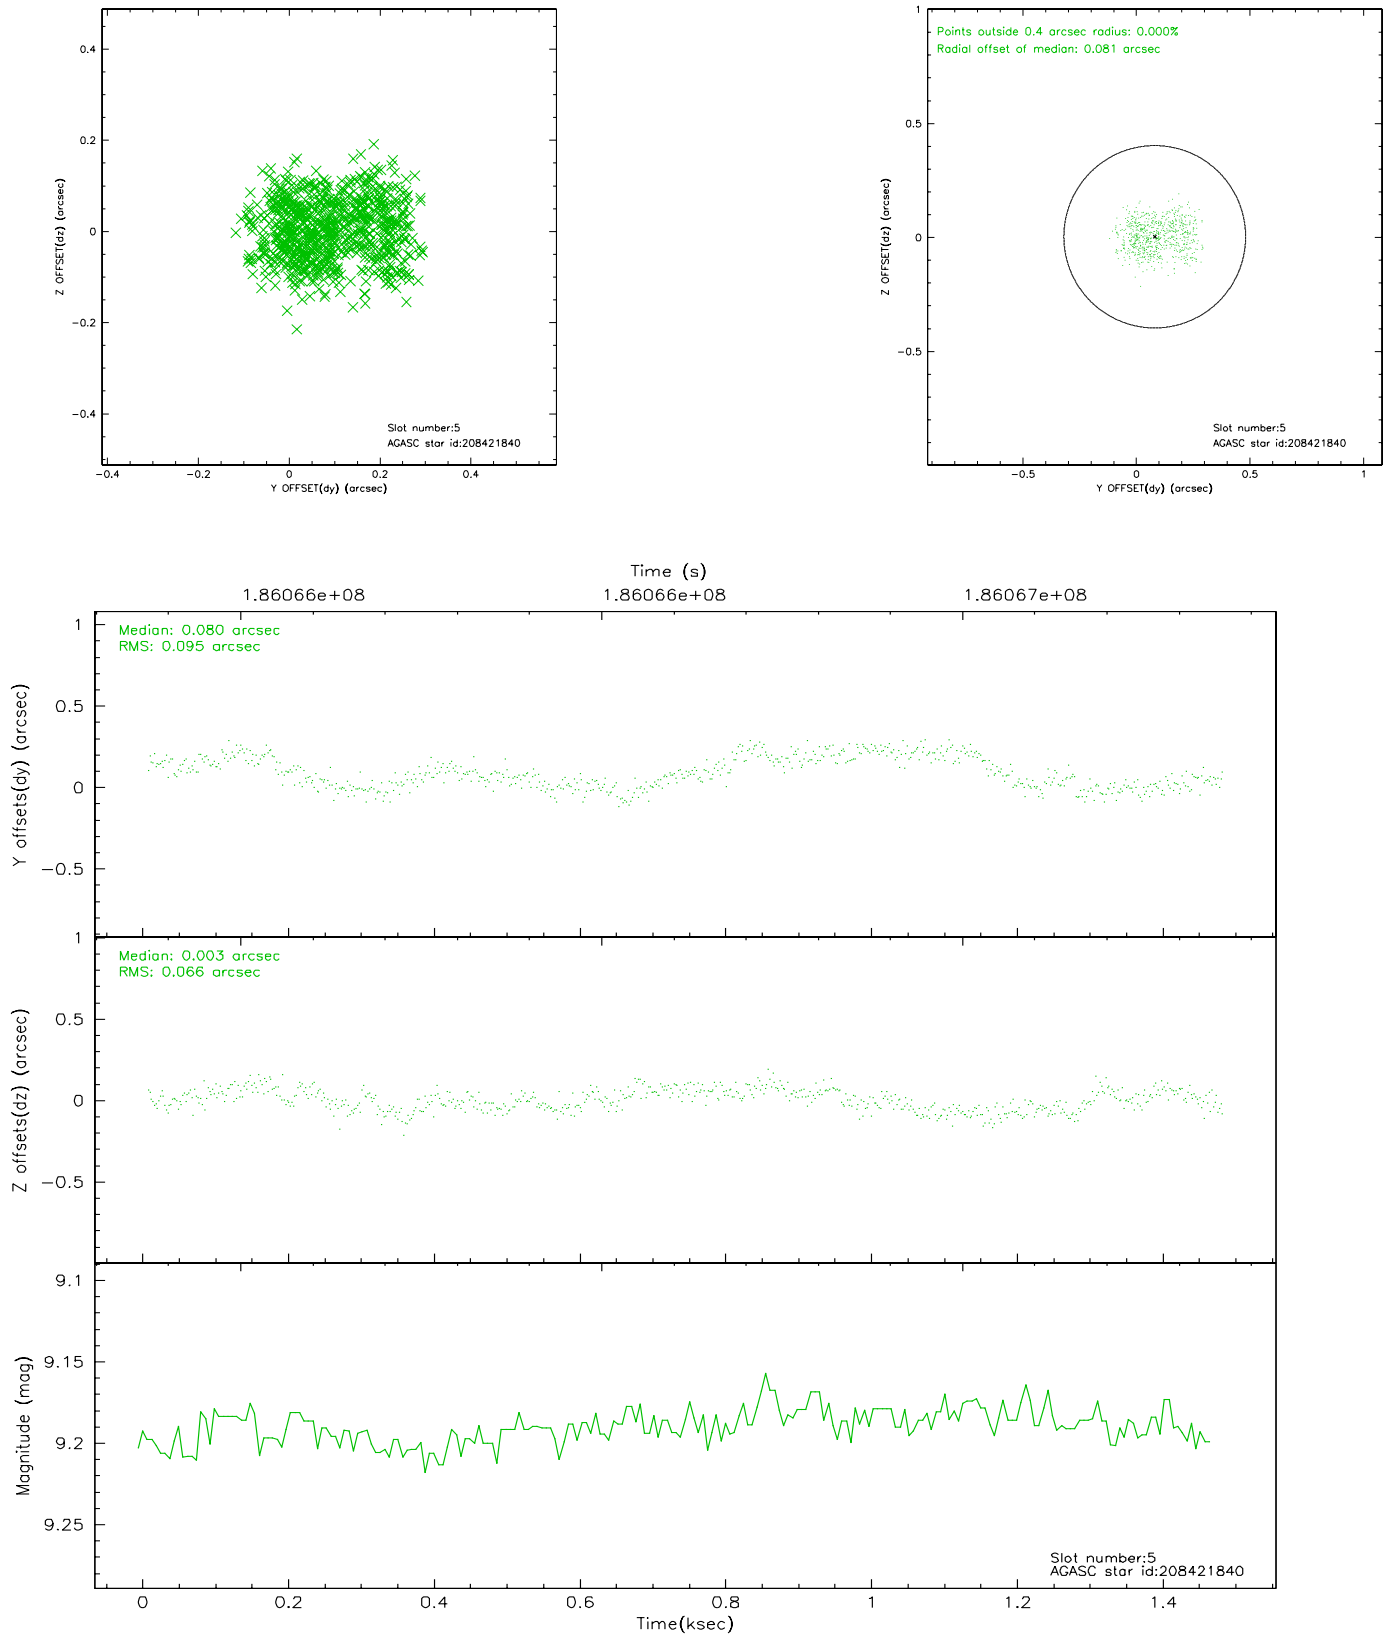 0.4
0.2
0
−0.2
−0.4
Z OFFSET(dz) (arcsec)
Slot number:5
AGASC star id:208421840
−0.4 −0.2 0 0.2 0.4
Y OFFSET(dy) (arcsec)
1
0.5
0
−0.5
Z OFFSET(dz) (arcsec)
Points outside 0.4 arcsec radius: 0.000%
Radial offset of median: 0.081 arcsec
Slot number:5
AGASC star id:208421840
−0.5 0 0.5 1
Y OFFSET(dy) (arcsec)
Time (s)
1.86066e+08 1.86066e+08 1.86067e+08
Median: 0.080 arcsec
RMS: 0.095 arcsec
1
0.5
0
−0.5
Y offsets(dy) (arcsec)
Median: 0.003 arcsec
RMS: 0.066 arcsec
1
0.5
0
−0.5
Z offsets(dz) (arcsec)
9.1
9.15
9.2
9.25
Magnitude (mag)
Slot number:5
AGASC star id:208421840
0 0.2 0.4 0.6 0.8 1 1.2 1.4
Time(ksec)